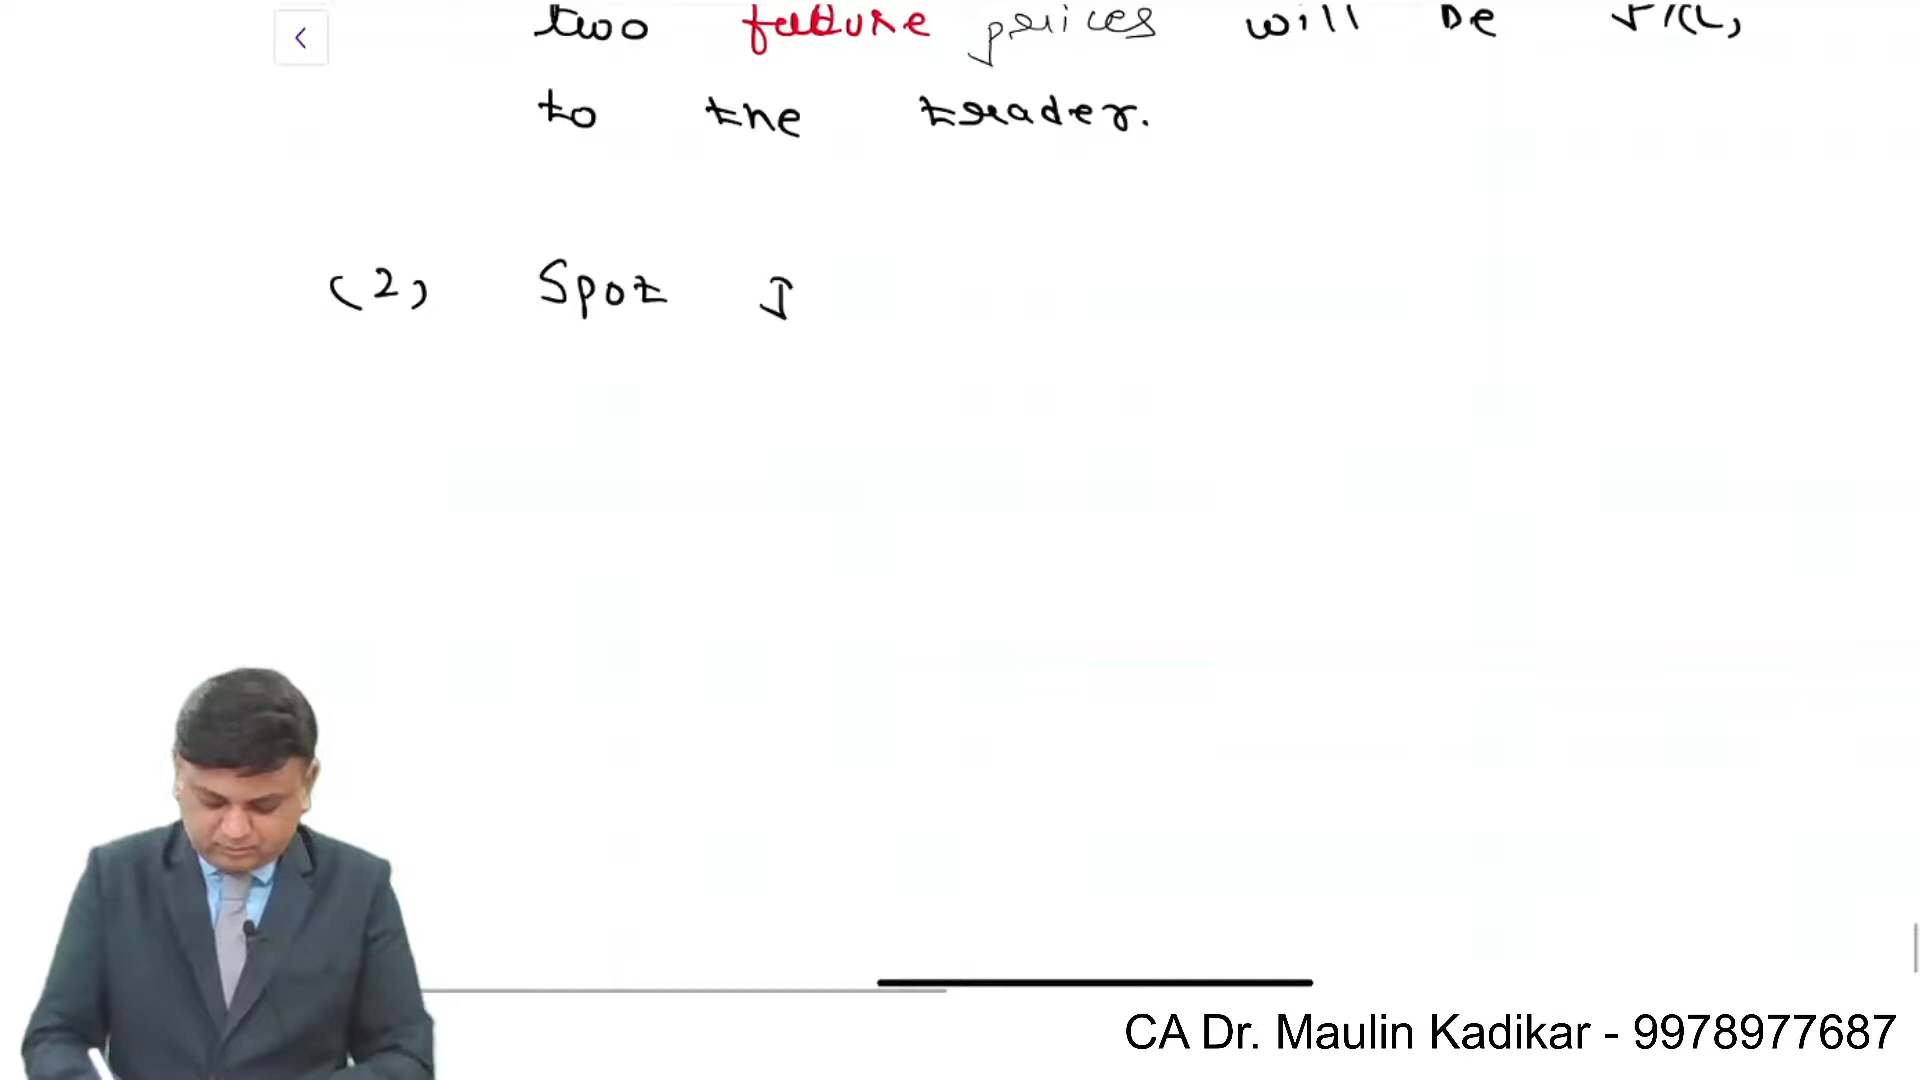 two future prices will be P/L,
to the trader.
(2) Spot I
CA Dr. Maulin Kadikar - 9978977687